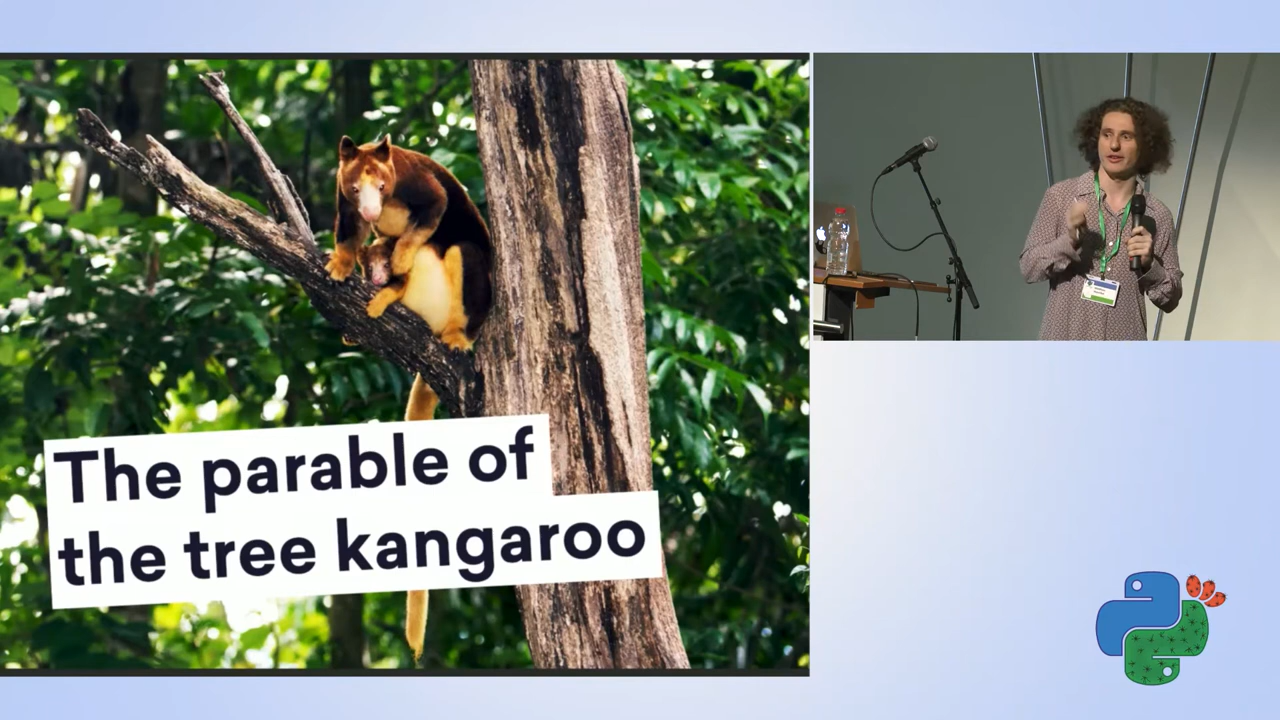 The parable of
the tree kangaroo